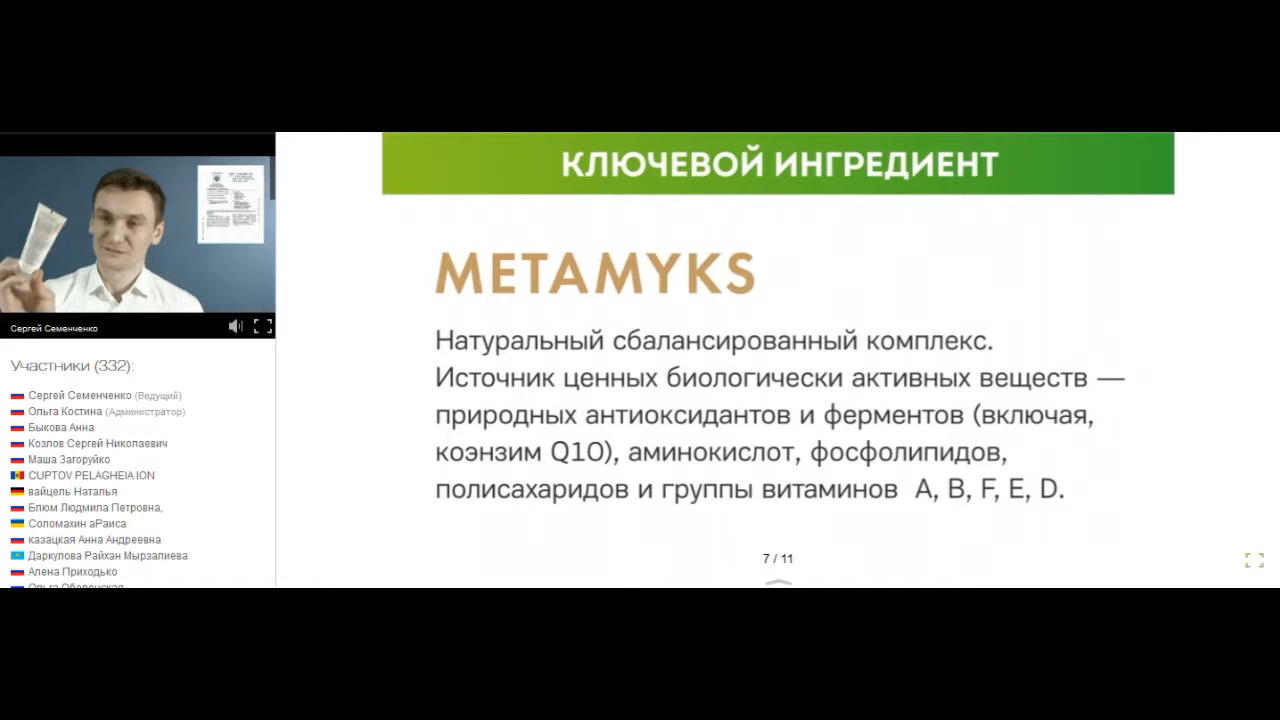 КЛЮЧЕВОЙ ИНГРЕДИЕНТ
METAMYKS
Натуральный сбалансированный комплекс.
Источник ценных биологически активных веществ —
природных антиоксидантов и ферментов (включая,
коэнзим Q10), аминокислот, фосфолипидов,
полисахаридов и группы витаминов A, B, F, E, D.
7 / 11
Сергей Семенченко
Участники (332):
Сергей Семенченко (Ведущий)
Ольга Костина (Администратор)
Быкова Анна
Козлов Сергей Николаевич
Маша Загоруйко
CUPTOV PELAGHEIA ION
вайцель Наталья
Блюм Людмила Петровна,
Соломахин аРаиса
казацкая Анна Андреевна
Даркулова Райхан Мырзалиева
Алена Приходько
Ольга Оболенская